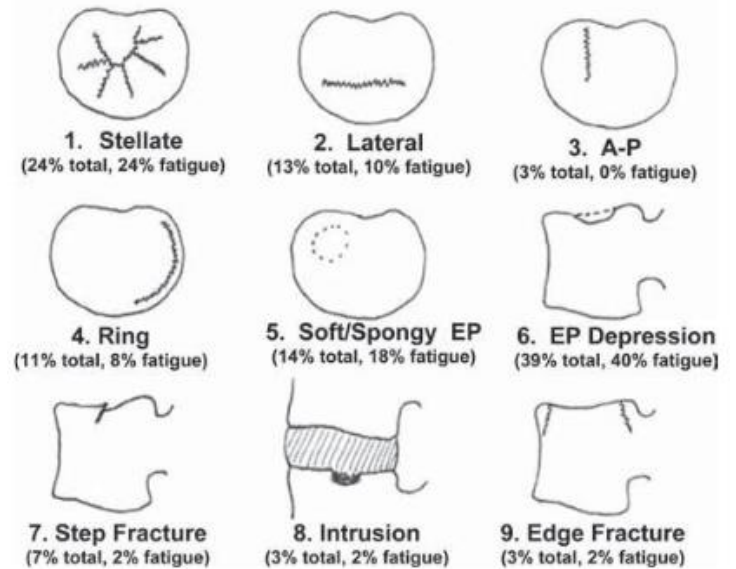 1. Stellate
(24% total, 24% fatigue)
2. Lateral
(13% total, 10% fatigue)
3. A-P
(3% total, 0% fatigue)
4. Ring
(11% total, 8% fatigue)
5. Soft/Spongy EP
(14% total, 18% fatigue)
6. EP Depression
(39% total, 40% fatigue)
7. Step Fracture
(7% total, 2% fatigue)
8. Intrusion
(3% total, 2% fatigue)
9. Edge Fracture
(3% total, 2% fatigue)